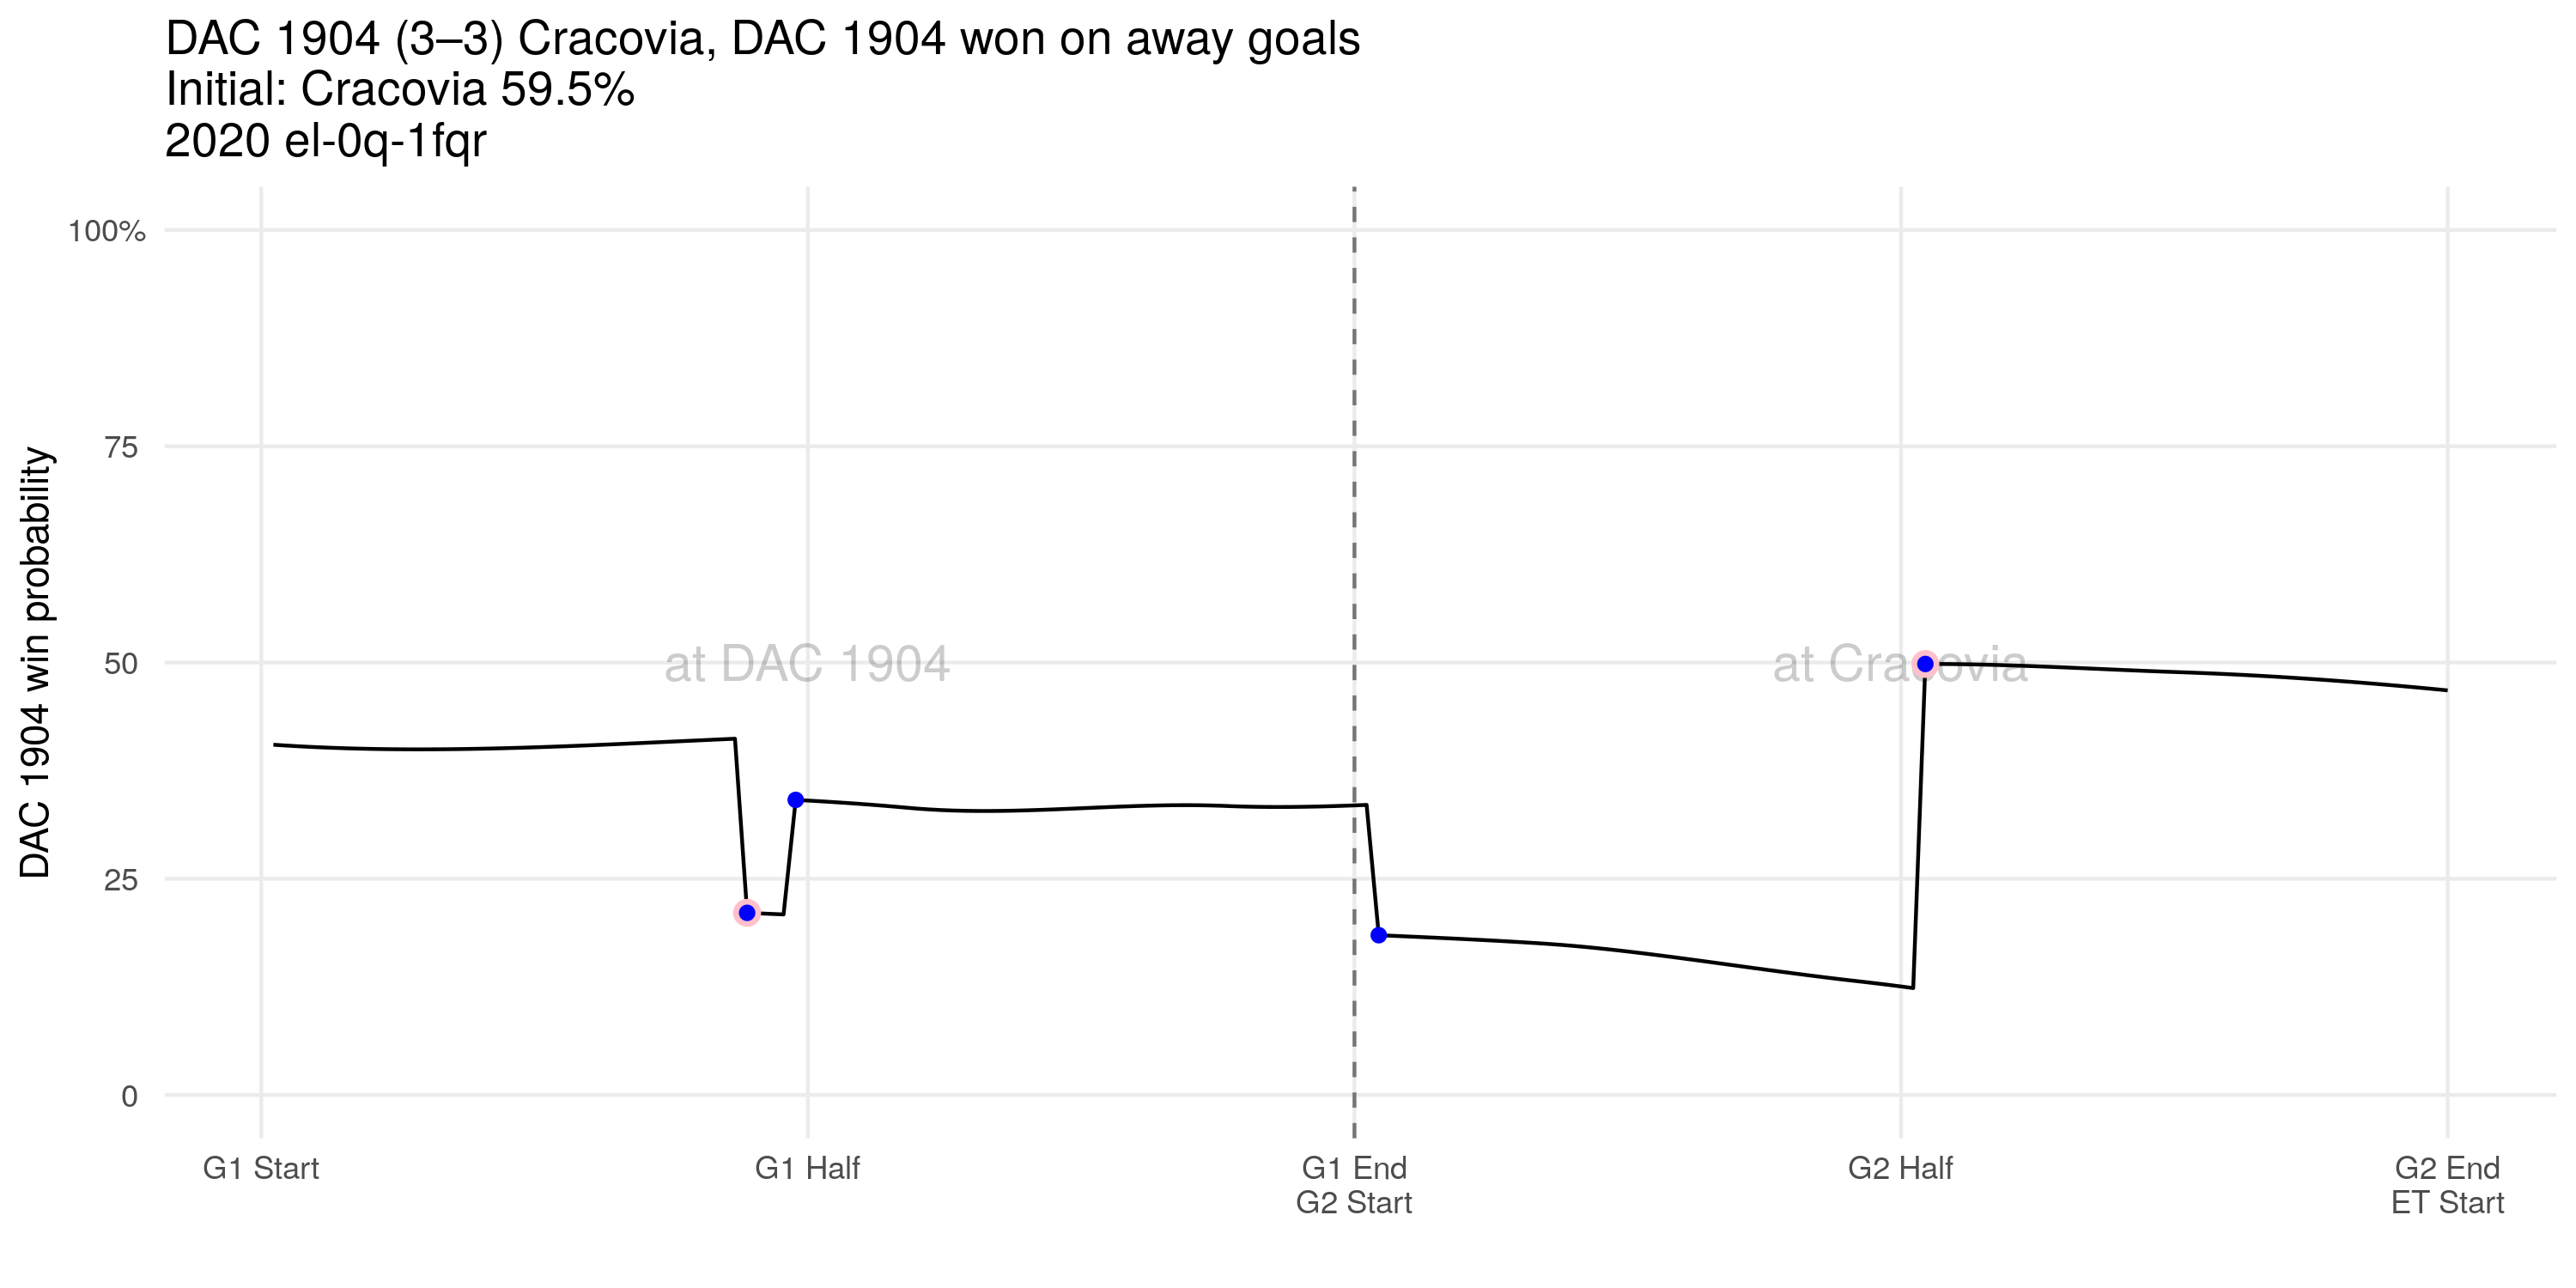 DAC 1904 (3–3) Cracovia, DAC 1904 won on away goals
Initial: Cracovia 59.5%
2020 el-0q-1fqr
DAC 1904 win probability
100%
75
50
25
0
at DAC 1904
at Cracovia
G1 Start
G1 Half
G1 End
G2 Start
G2 Half
G2 End
ET Start